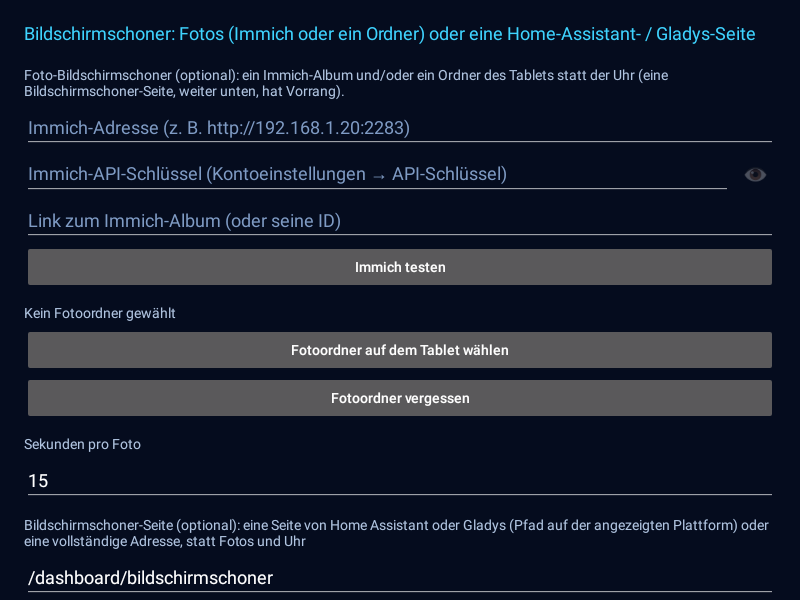 Bildschirmschoner: Fotos (Immich oder ein Ordner) oder eine Home-Assistant- / Gladys-Seite
Foto-Bildschirmschoner (optional): ein Immich-Album und/oder ein Ordner des Tablets statt der Uhr (eine
Bildschirmschoner-Seite, weiter unten, hat Vorrang).
Immich-Adresse (z. B. http://192.168.1.20:2283)
Immich-API-Schlüssel (Kontoeinstellungen → API-Schlüssel)
Link zum Immich-Album (oder seine ID)
Immich testen
Kein Fotoordner gewählt
Fotoordner auf dem Tablet wählen
Fotoordner vergessen
Sekunden pro Foto
15
Bildschirmschoner-Seite (optional): eine Seite von Home Assistant oder Gladys (Pfad auf der angezeigten Plattform) oder
eine vollständige Adresse, statt Fotos und Uhr
/dashboard/bildschirmschoner